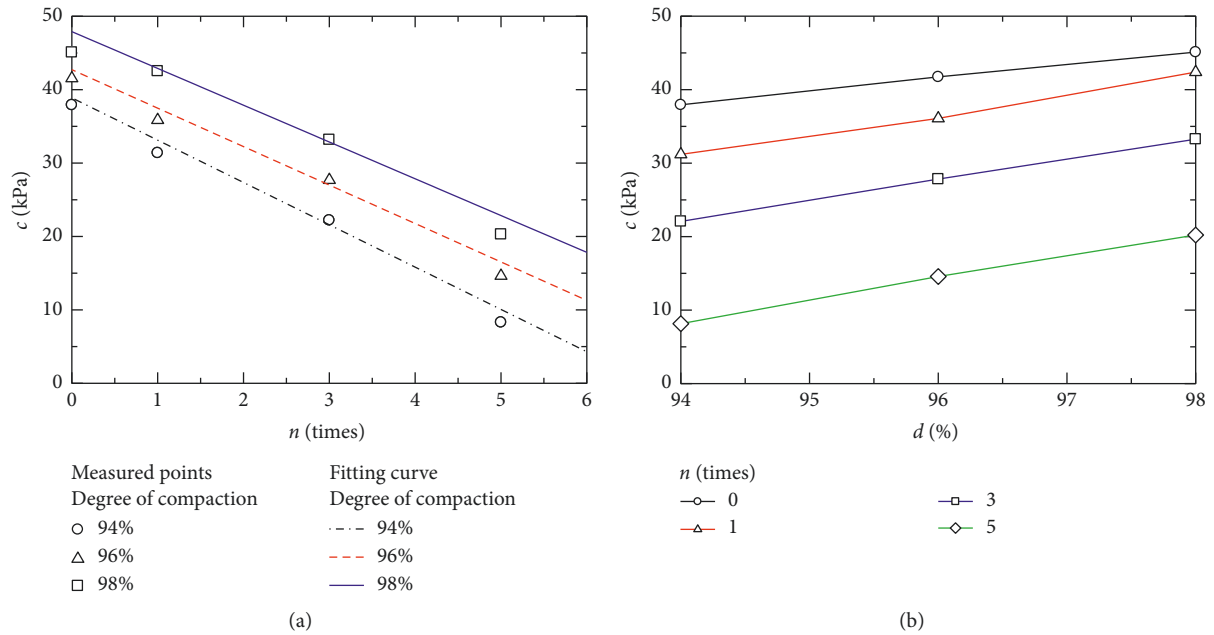 50
40
30
20
10
0
c (kPa)
0 1 2 3 4 5 6
n (times)
Measured points
Degree of compaction
94%
96%
98%
Fitting curve
Degree of compaction
94%
96%
98%
(a)
50
40
30
20
10
0
c (kPa)
94 95 96 97 98
d (%)
n (times)
0
1
3
5
(b)